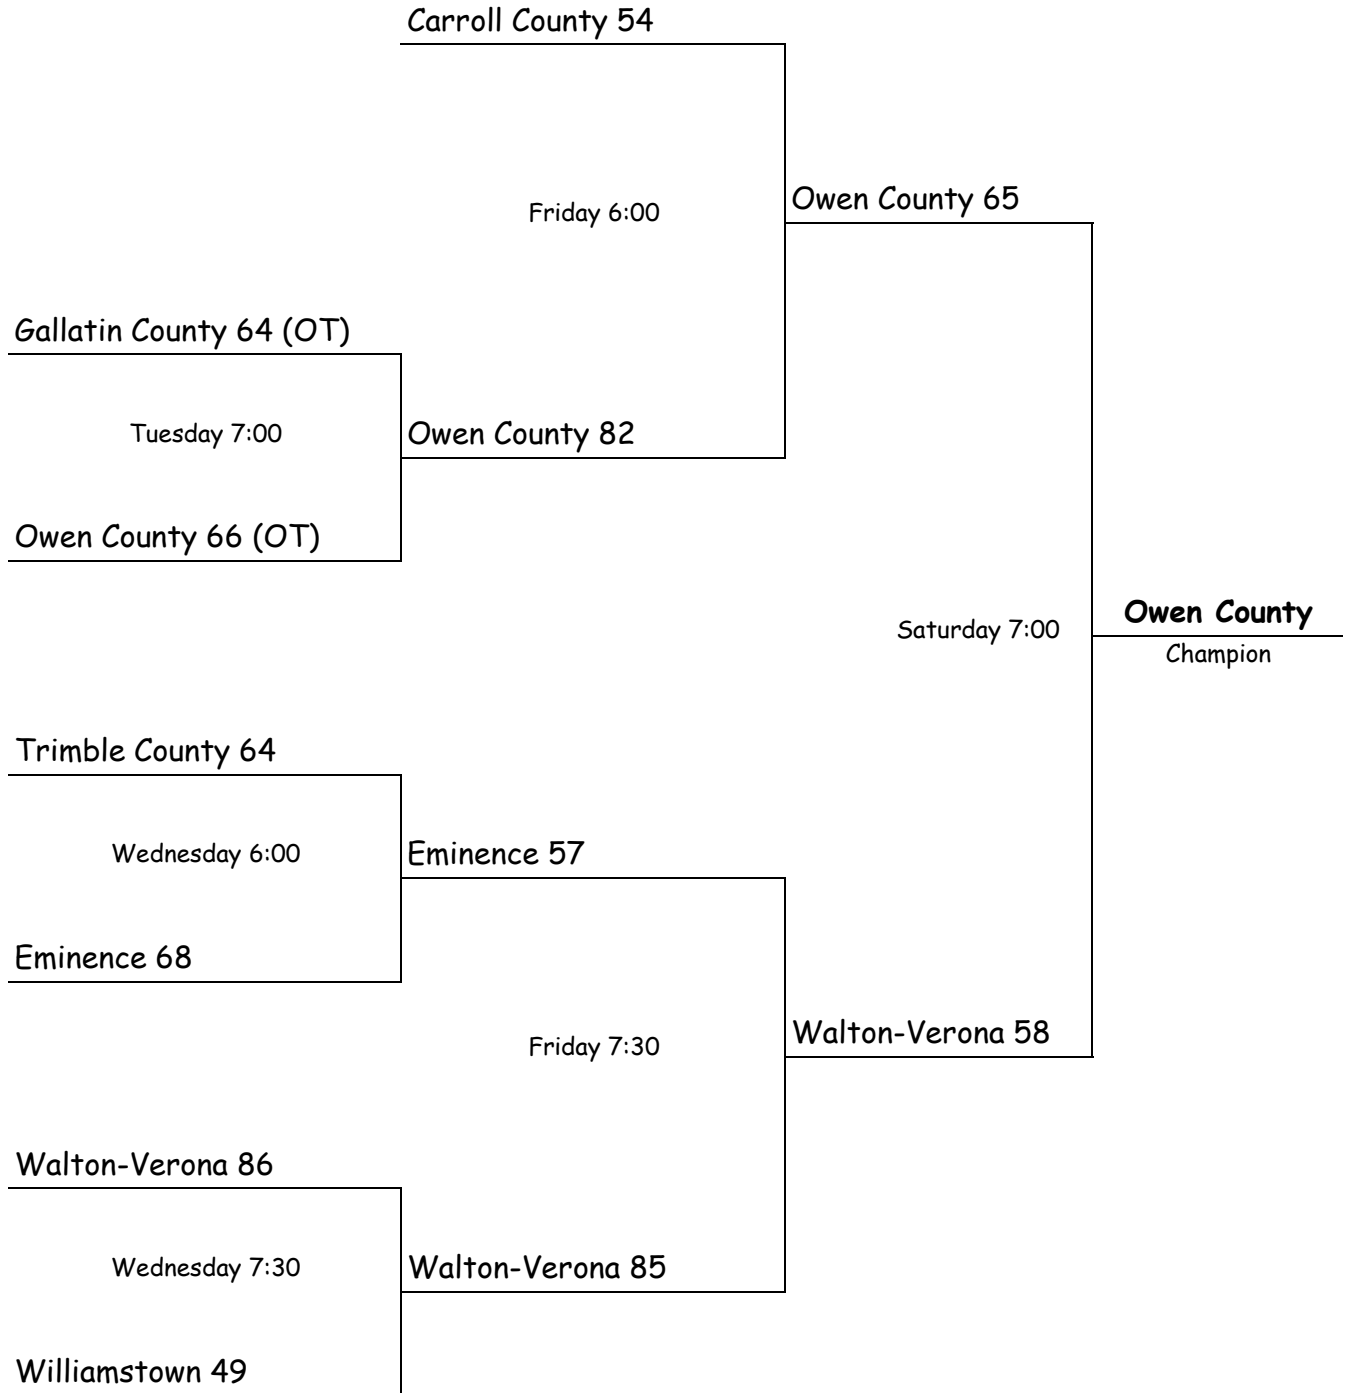 Carroll County 54
Friday 6:00
Owen County 65
Gallatin County 64 (OT)
Tuesday 7:00
Owen County 82
Owen County 66 (OT)
Saturday 7:00
Owen County
Champion
Trimble County 64
Wednesday 6:00
Eminence 57
Eminence 68
Friday 7:30
Walton-Verona 58
Walton-Verona 86
Wednesday 7:30
Walton-Verona 85
Williamstown 49